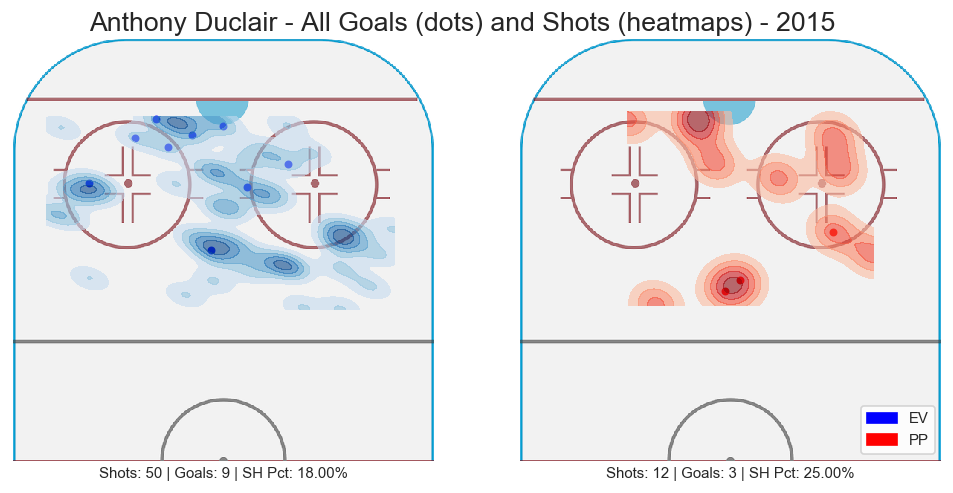 Anthony Duclair - All Goals (dots) and Shots (heatmaps) - 2015
EV
PP
Shots: 50 | Goals: 9 | SH Pct: 18.00%
Shots: 12 | Goals: 3 | SH Pct: 25.00%